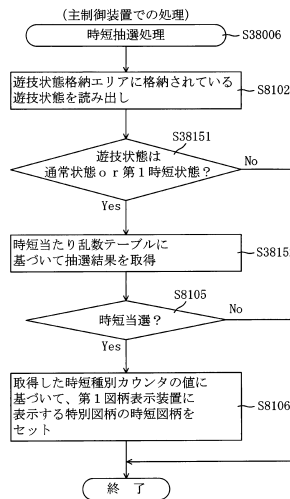 (主制御装置での処理)
時短抽選処理
S38006
遊技状態格納エリアに格納されている
遊技状態を読み出し
S8102
S38151
遊技状態は
通常状態or第1時短状態?
No
Yes
時短当たり乱数テーブルに
基づいて抽選結果を取得
S3815
S8105
時短当選?
No
Yes
取得した時短種別カウンタの値に
基づいて、第1図柄表示装置に
表示する特別図柄の時短図柄を
セット
S8106
終 了